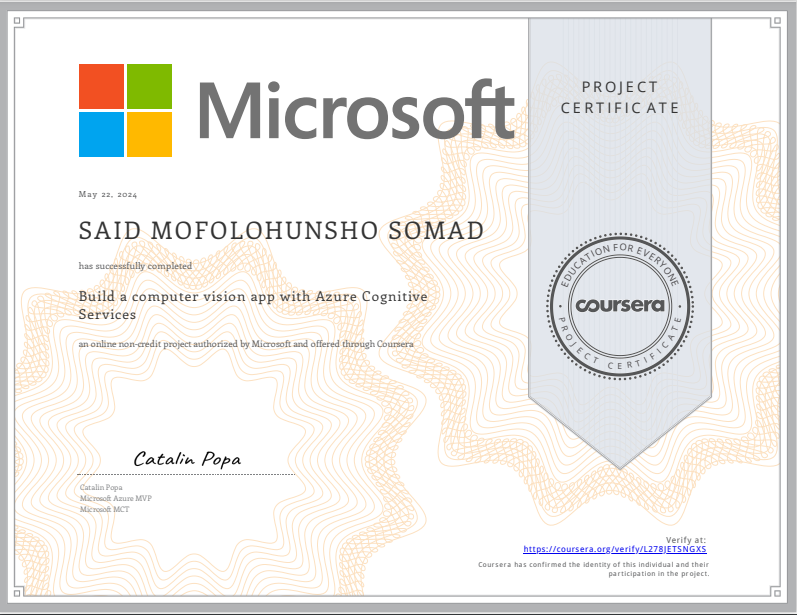 Microsoft
PROJECT
CERTIFICATE
May 22, 2024
SAID MOFOLOHUNSHO SOMAD
has successfully completed
Build a computer vision app with Azure Cognitive
Services
an online non-credit project authorized by Microsoft and offered through Coursera
EDUCATION FOR EVERYONE
coursera
PROJECT CERTIFICATE
Catalin Popa
Catalin Popa
Microsoft Azure MVP
Microsoft MCT
Verify at:
https://coursera.org/verify/L278JETSNGXS
Coursera has confirmed the identity of this individual and their
participation in the project.